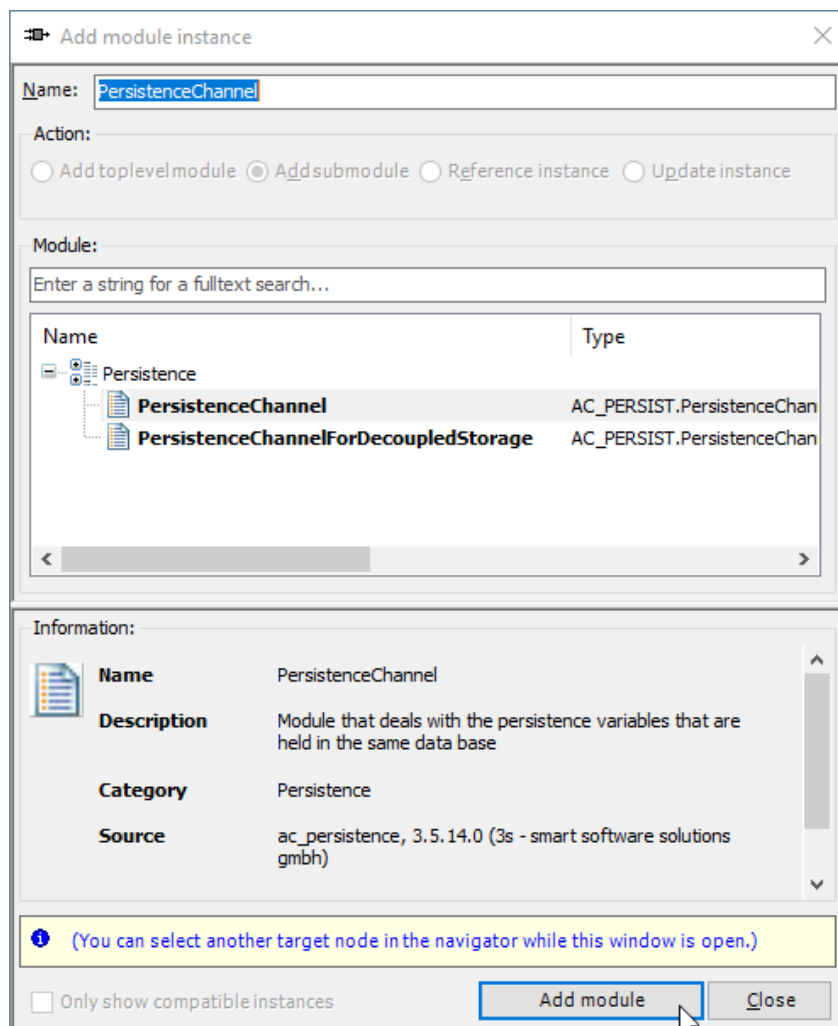 Add module instance
Name: PersistenceChannel
Action:
Add toplevel module Add submodule Reference instance Update instance
Module:
Enter a string for a fulltext search...
Name Type
Persistence
PersistenceChannel AC_PERSIST.PersistenceChan
PersistenceChannelForDecoupledStorage AC_PERSIST.PersistenceChan
Information:
Name PersistenceChannel
Description Module that deals with the persistence variables that are
held in the same data base
Category Persistence
Source ac_persistence, 3.5.14.0 (3s - smart software solutions
gmbh)
(You can select another target node in the navigator while this window is open.)
Only show compatible instances Add module Close